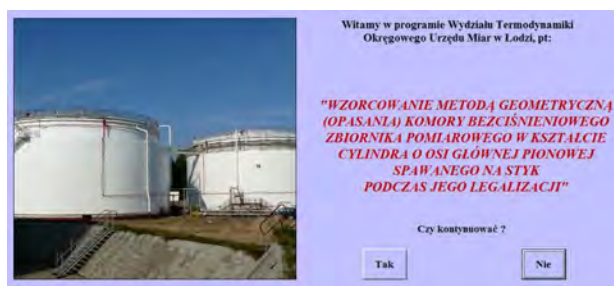 Witamy w programie Wydziału Termodynamiki
Okręgowego Urzędu Miar w Łodzi, pt:
"WZORCOWANIE METODĄ GEOMETRYCZNĄ
(OPASANIA) KOMORY BEZCIŚNIENIOWEGO
ZBIORNIKA POMIAROWEGO W KSZTAŁCIE
CYLINDRA O OSI GŁÓWNEJ PIONOWEJ
SPAWANEGO NA STYK
PODCZAS JEGO LEGALIZACJI"
Czy kontynuować ?
Tak
Nie